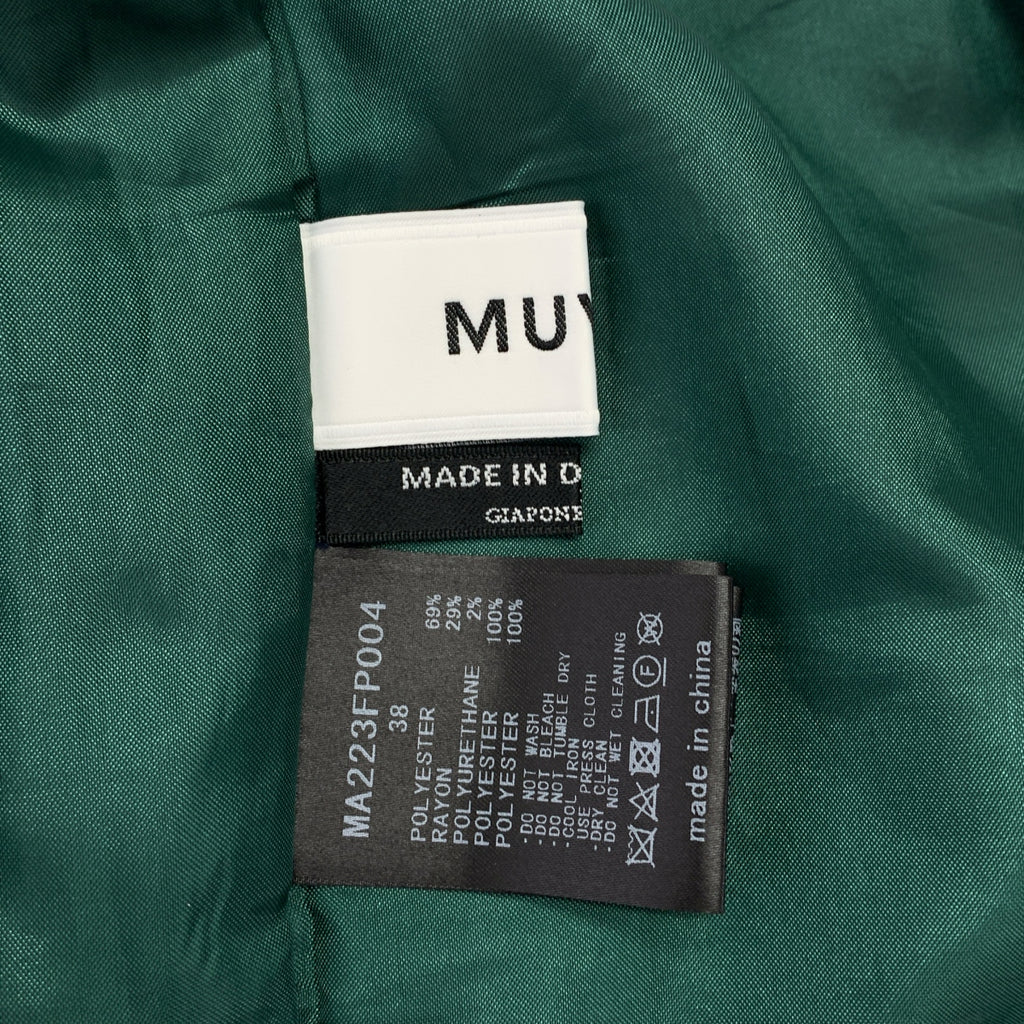 MUV
MADE IN D
GIAPONE
MA223FP004
38
POLYESTER 69%
RAYON 29%
POLYURETHANE 2%
POLYESTER 100%
POLYESTER 100%
-DO NOT WASH
-DO NOT BLEACH
-DO NOT TUMBLE DRY
-COOL IRON
USE PRESS CLOTH
-DRY CLEAN
-DO NOT WET CLEANING
F
made in china